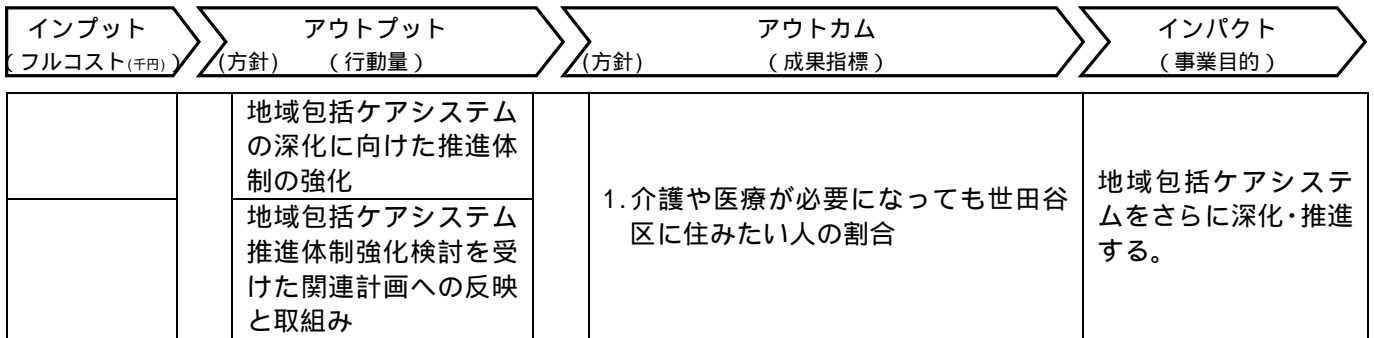 インプット
(フルコスト(千円))
アウトプット
(方針) (行動量)
アウトカム
(方針) (成果指標)
インパクト
(事業目的)
地域包括ケアシステム
の深化に向けた推進体
制の強化
地域包括ケアシステム
推進体制強化検討を受
けた関連計画への反映
と取組み
1.介護や医療が必要になっても世田谷
区に住みたい人の割合
地域包括ケアシステ
ムをさらに深化・推進
する。